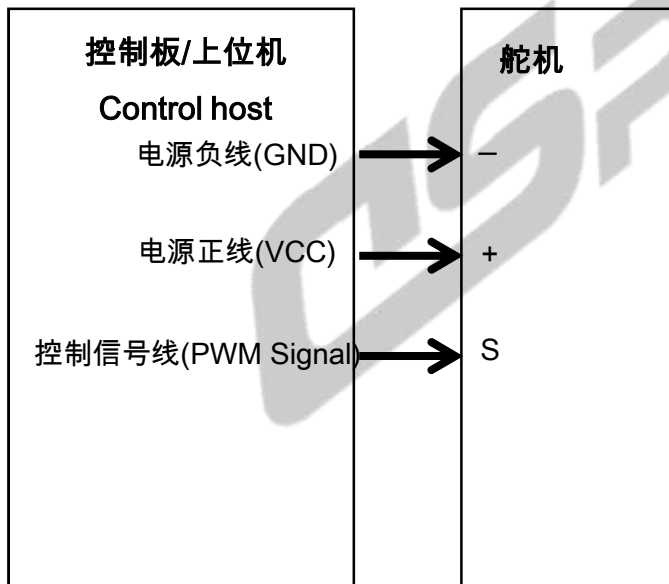 控制板/上位机
Control host
舵机
电源负线(GND)
–
电源正线(VCC)
+
控制信号线(PWM Signal)
S